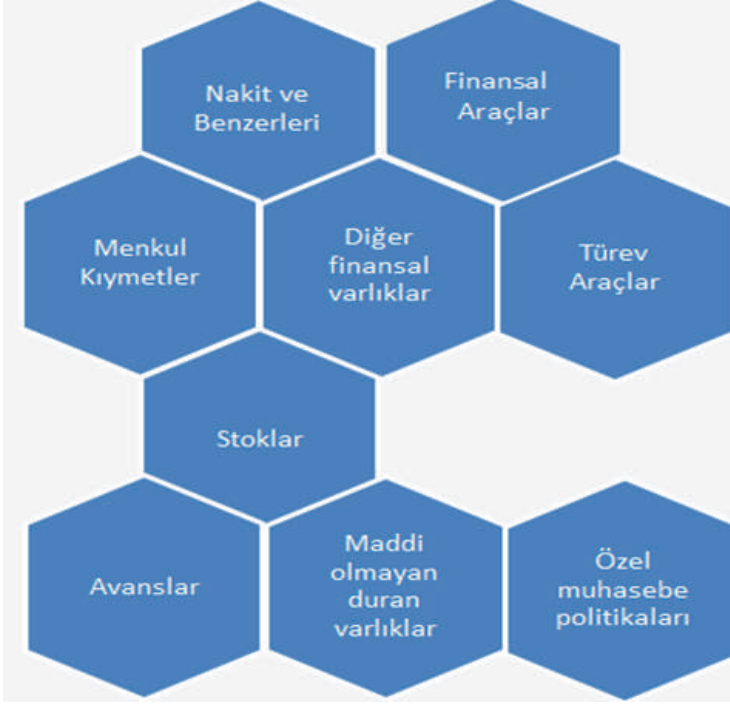 Nakit ve
Benzerleri
Finansal
Araçlar
Menkul
Kıymetler
Diğer
finansal
varlıklar
Türev
Araçlar
Stoklar
Avanslar
Maddi
olmayan
duran
varlıklar
Özel
muhasebe
politikaları